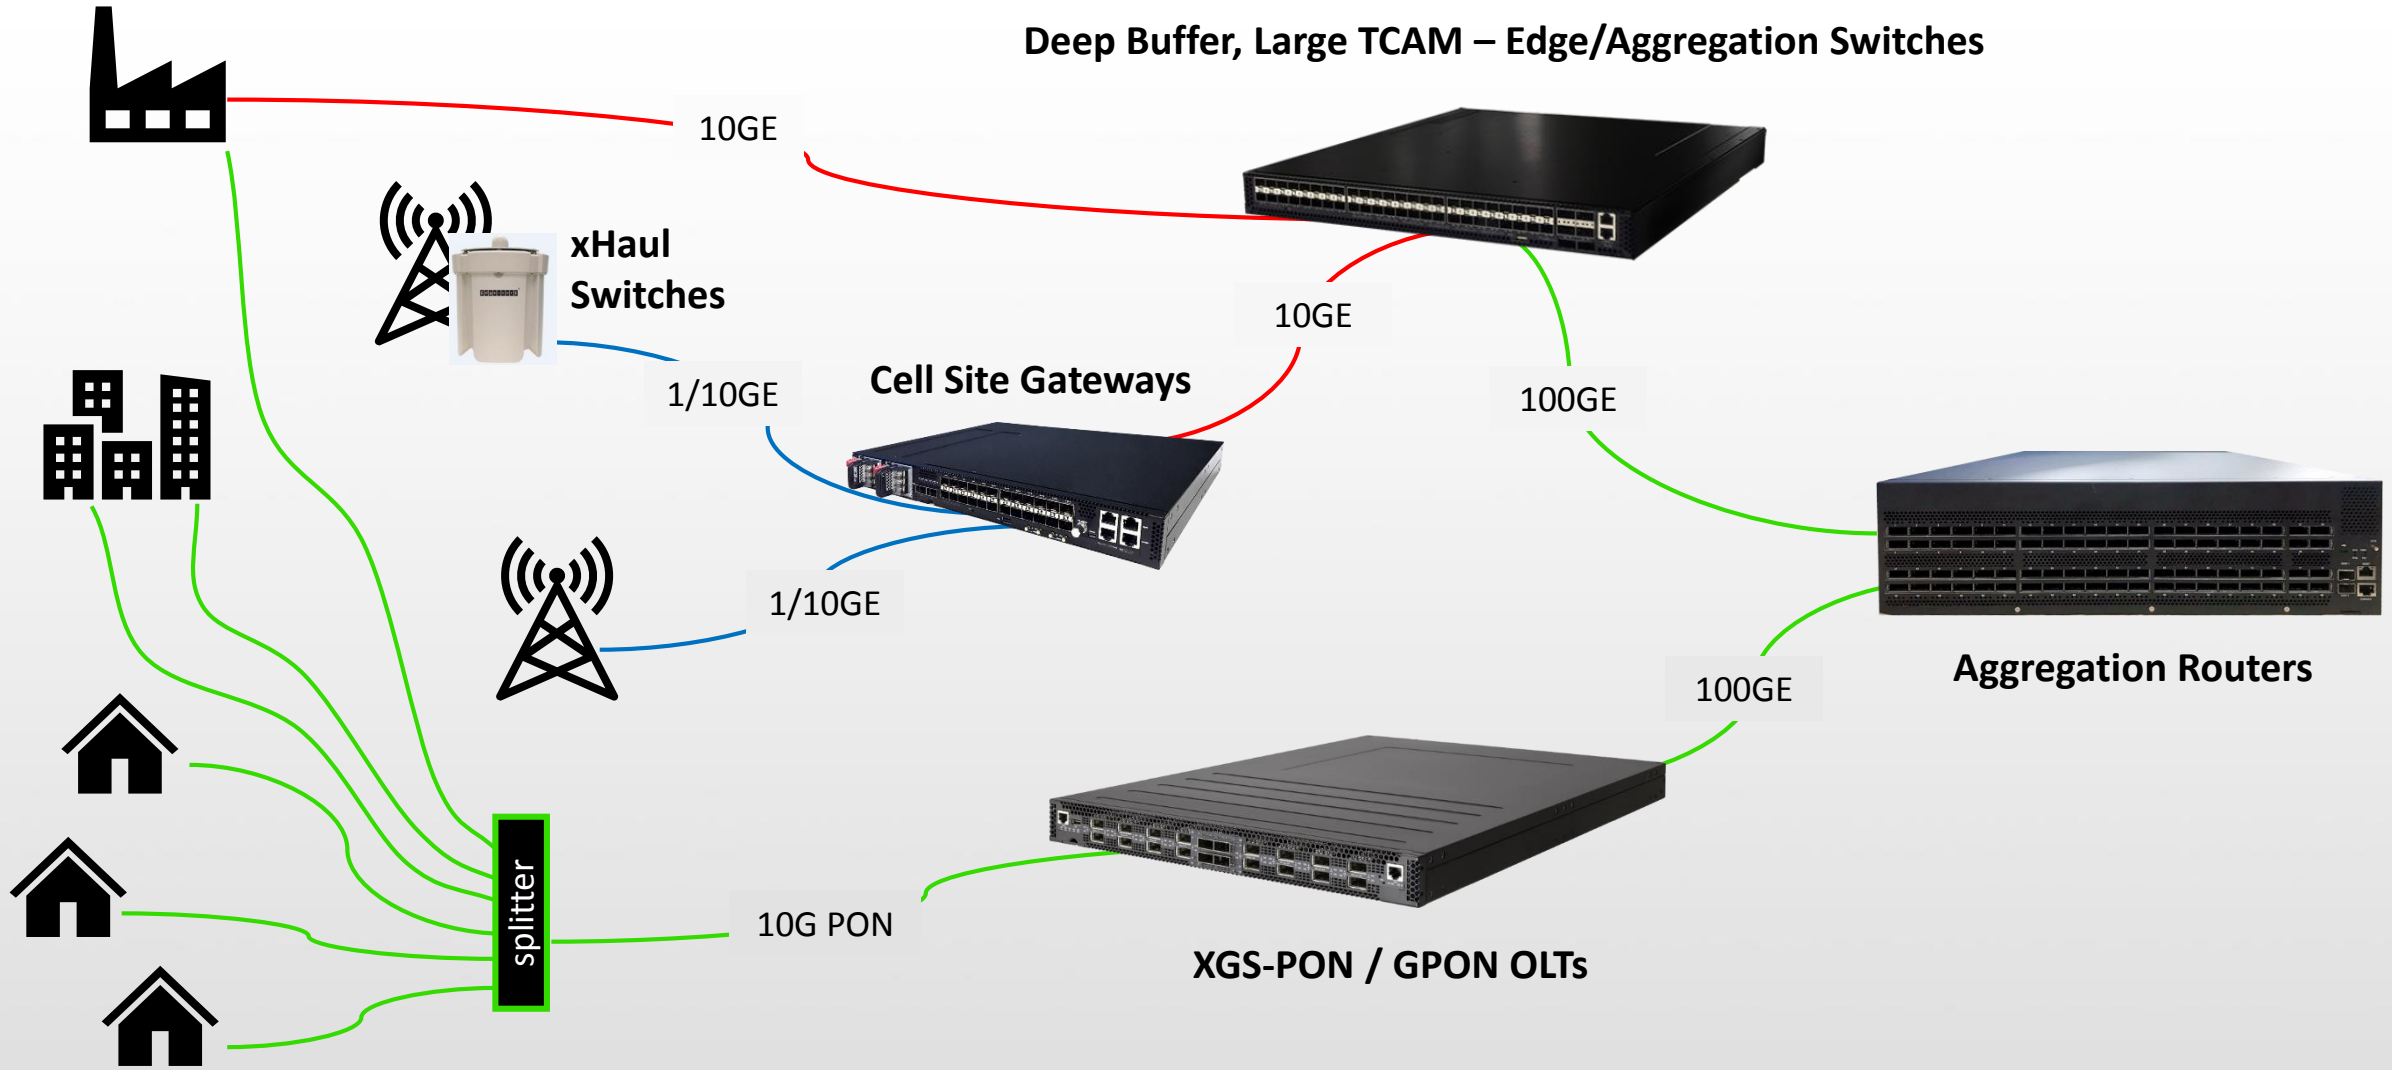 Deep Buffer, Large TCAM – Edge/Aggregation Switches
10GE
xHaul
Switches
10GE
1/10GE
Cell Site Gateways
100GE
1/10GE
Aggregation Routers
100GE
splitter
10G PON
XGS-PON / GPON OLTs